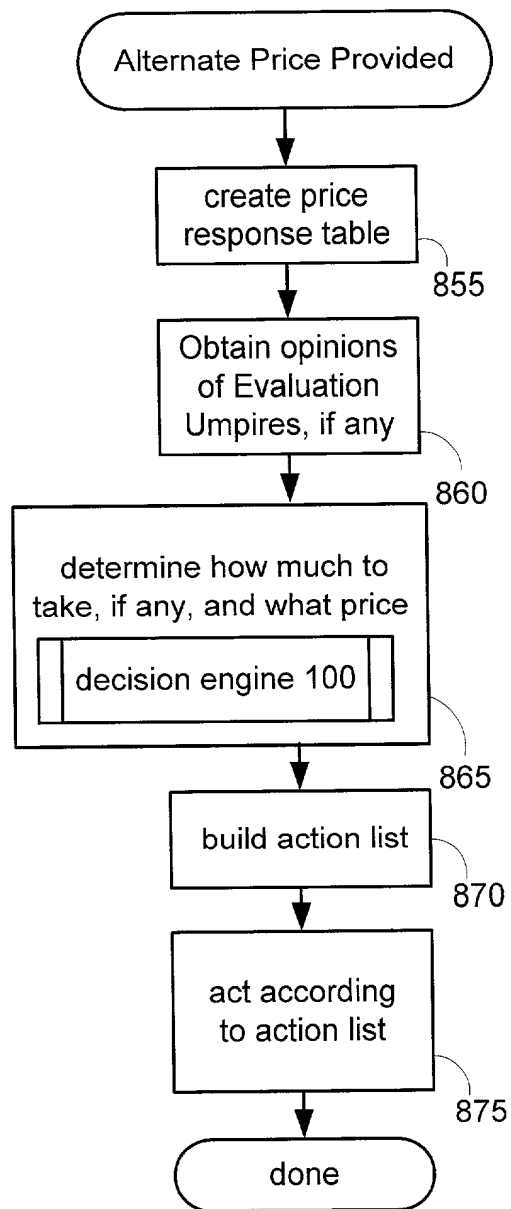 Alternate Price Provided
create price
response table
855
Obtain opinions
of Evaluation
Umpires, if any
860
determine how much to
take, if any, and what price
decision engine 100
865
build action list
870
act according
to action list
875
done